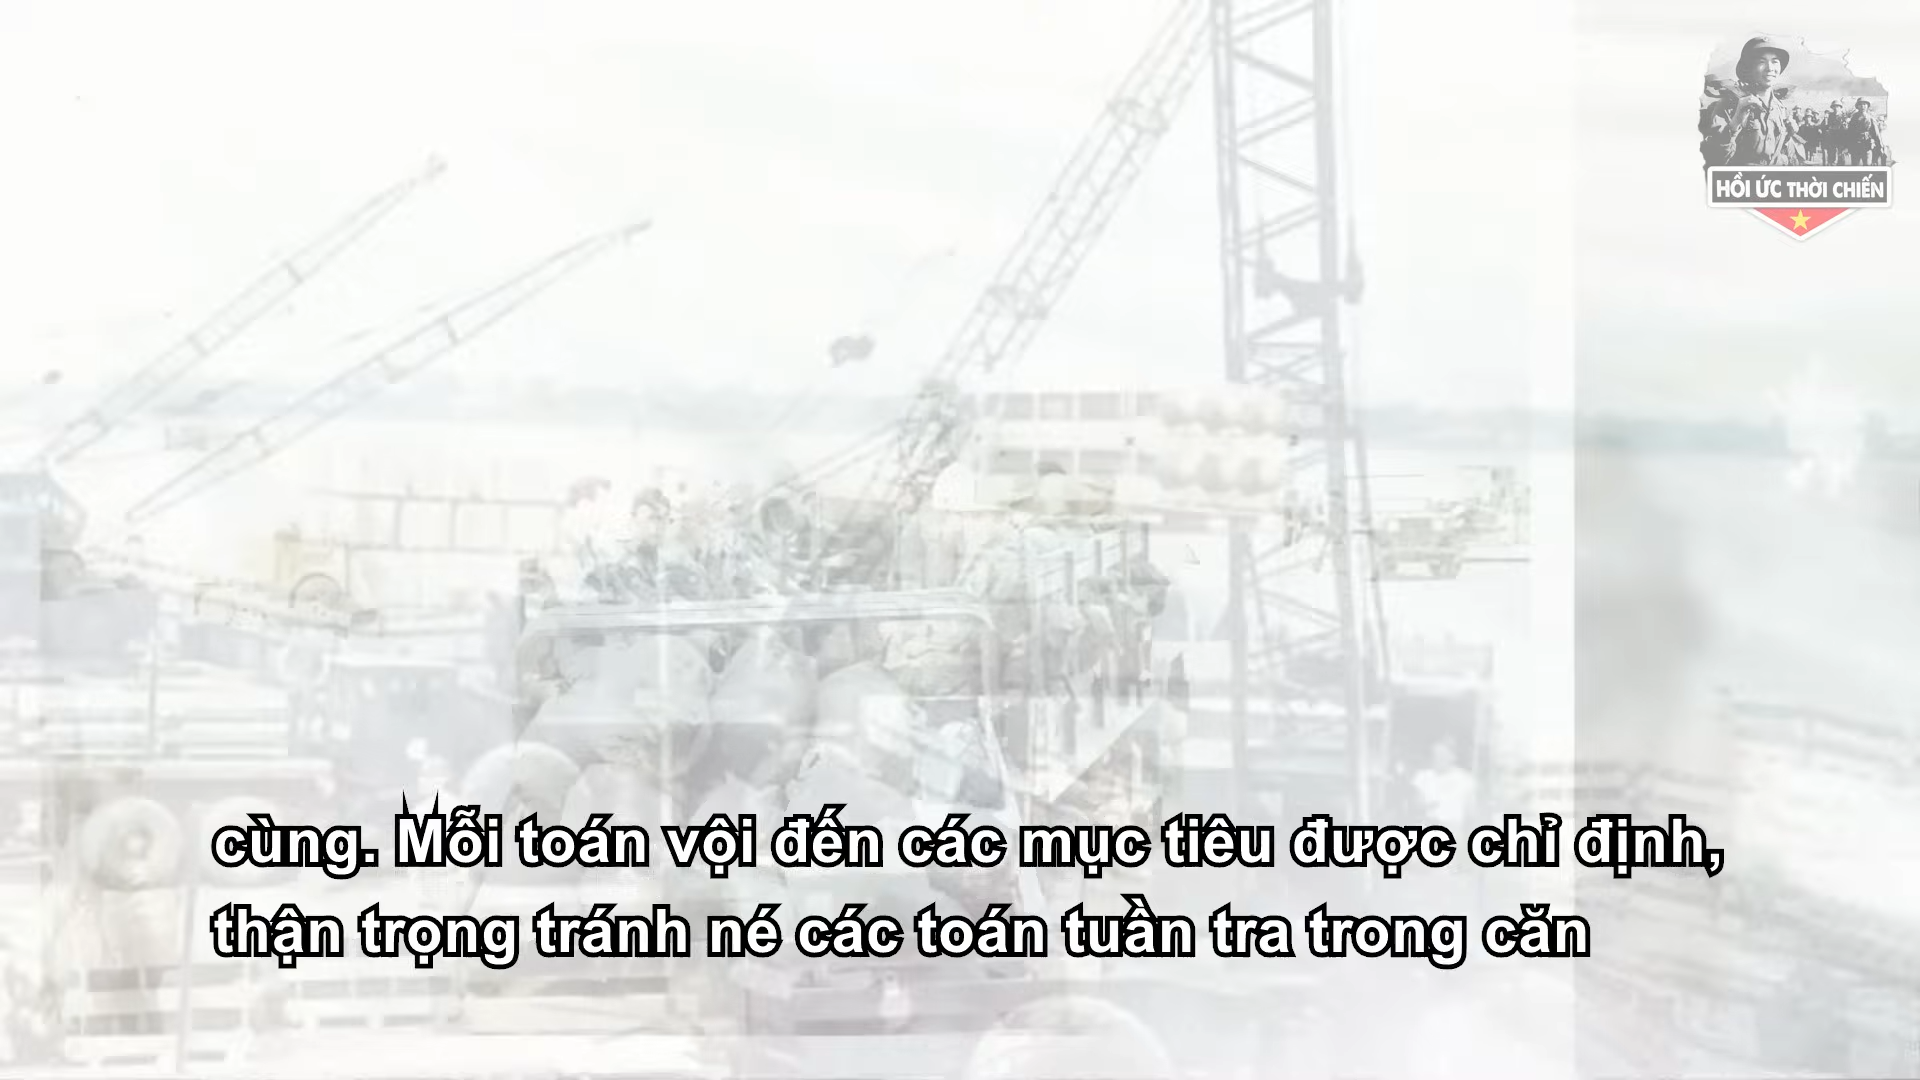 HỒI ỨC THỜI CHIẾN
cùng. Mỗi toán vội đến các mục tiêu được chỉ định,
thận trọng tránh né các toán tuần tra trong căn